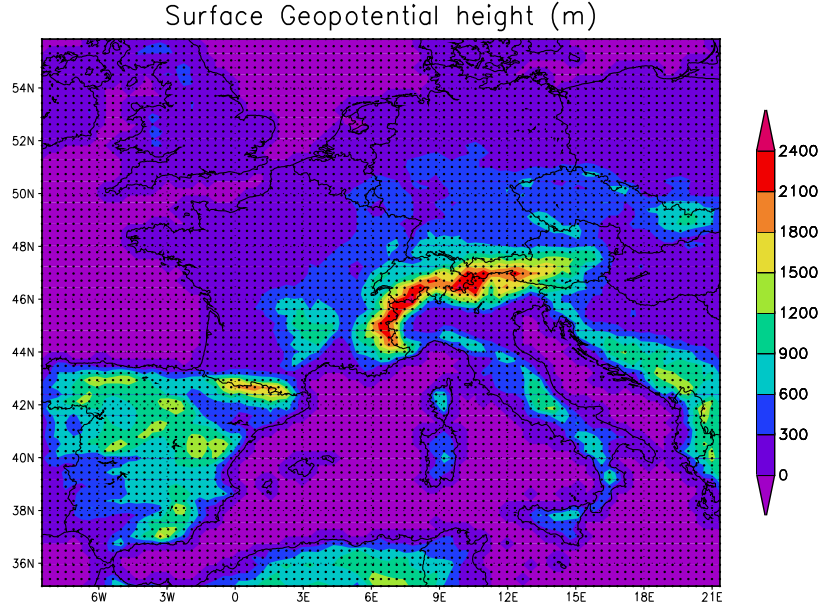 Surface Geopotential height (m)
54N
52N
50N
48N
46N
44N
42N
40N
38N
36N
6W 3W 0 3E 6E 9E 12E 15E 18E 21E
2400
2100
1800
1500
1200
900
600
300
0